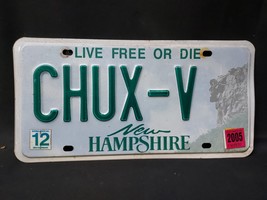 LIVE FREE OR DIE
CHUX-V
12
New
HAMPSHIRE
2005